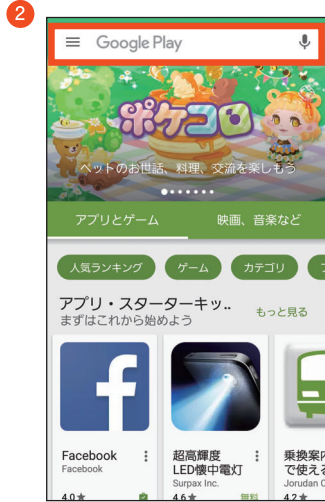 2
Google Play
ポケコロ
ペットのお世話、料理、交流を楽しもう
アプリとゲーム
映画、音楽など
人気ランキング
ゲーム
カテゴリ
アプリ・スターターキッ..
もっと見る
まずはこれから始めよう
f
Facebook
Facebook
4.0★
超高輝度
LED懐中電灯
Surpax Inc.
4.6★
無料
乗換案内
で使える
Jorudan C
4.2★